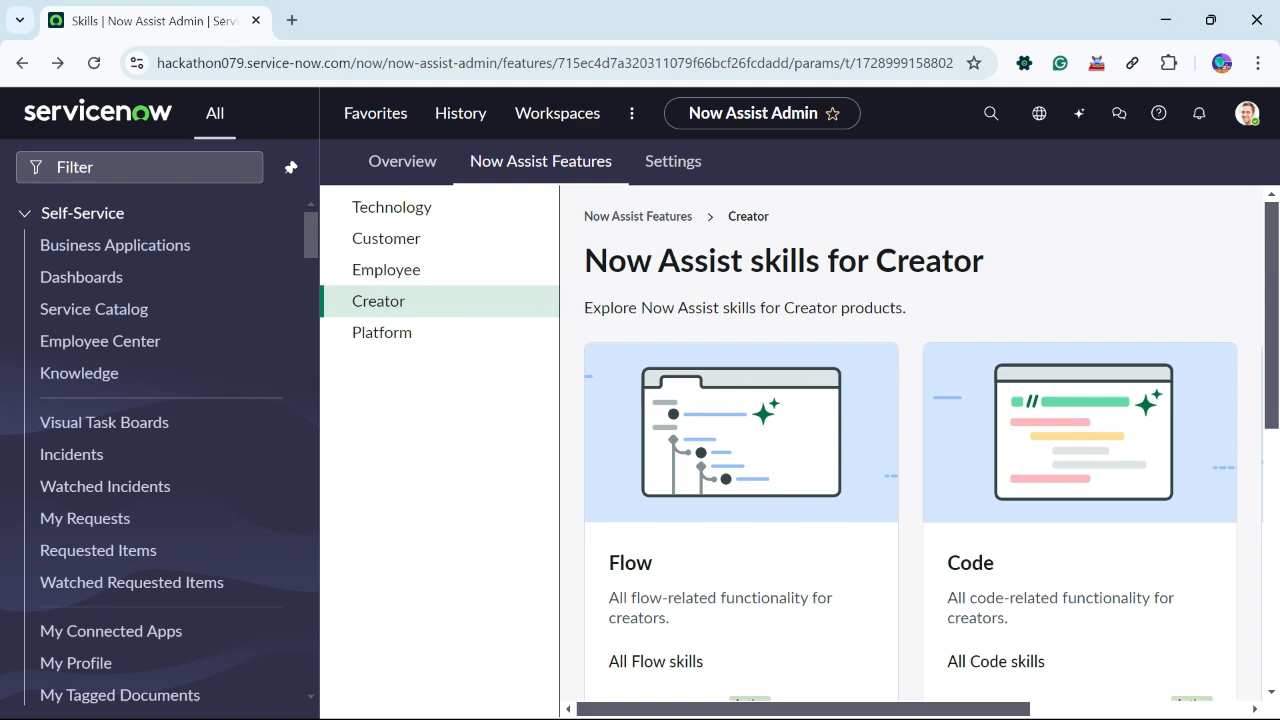 Skills | Now Assist Admin | Servi
hackathon079.service-now.com/now/now-assist-admin/features/715ec4d7a320311079f66bcf26fcdadd/params/t/1728999158802
servicenow
All
Favorites
History
Workspaces
Now Assist Admin
Filter
Overview
Now Assist Features
Settings
Self-Service
Business Applications
Dashboards
Service Catalog
Employee Center
Knowledge
Visual Task Boards
Incidents
Watched Incidents
My Requests
Requested Items
Watched Requested Items
My Connected Apps
My Profile
My Tagged Documents
Technology
Customer
Employee
Creator
Platform
Now Assist Features > Creator
Now Assist skills for Creator
Explore Now Assist skills for Creator products.
Flow
All flow-related functionality for
creators.
All Flow skills
Code
All code-related functionality for
creators.
All Code skills